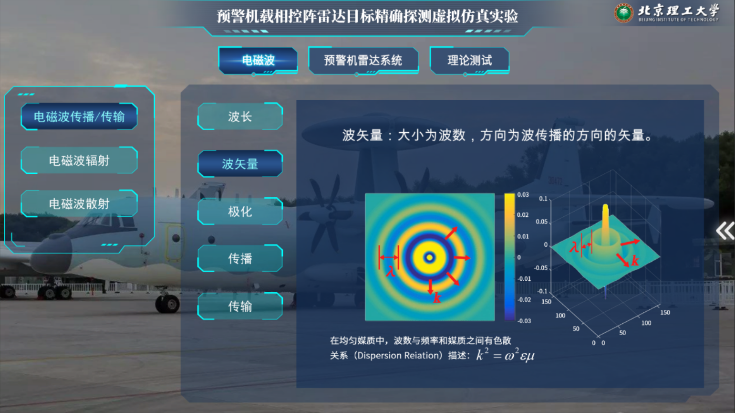 预警机载相控阵雷达目标精确探测虚拟仿真实验
北京理工大学
BEIJING INSTITUTE OF TECHNOLOGY
电磁波
预警机雷达系统
理论测试
电磁波传播/传输
电磁波辐射
电磁波散射
波长
波矢量
极化
传播
传输
波矢量：大小为波数，方向为波传播的方向的矢量。
λ
k
0.03
0.02
0.01
0
-0.01
-0.02
-0.03
0.1
0.05
0
-0.05
-0.1
150
100
50
0
0
50
100
150
λ
k
在均匀媒质中，波数与频率和媒质之间有色散
关系（Dispersion Relation）描述：k² = ω²εμ